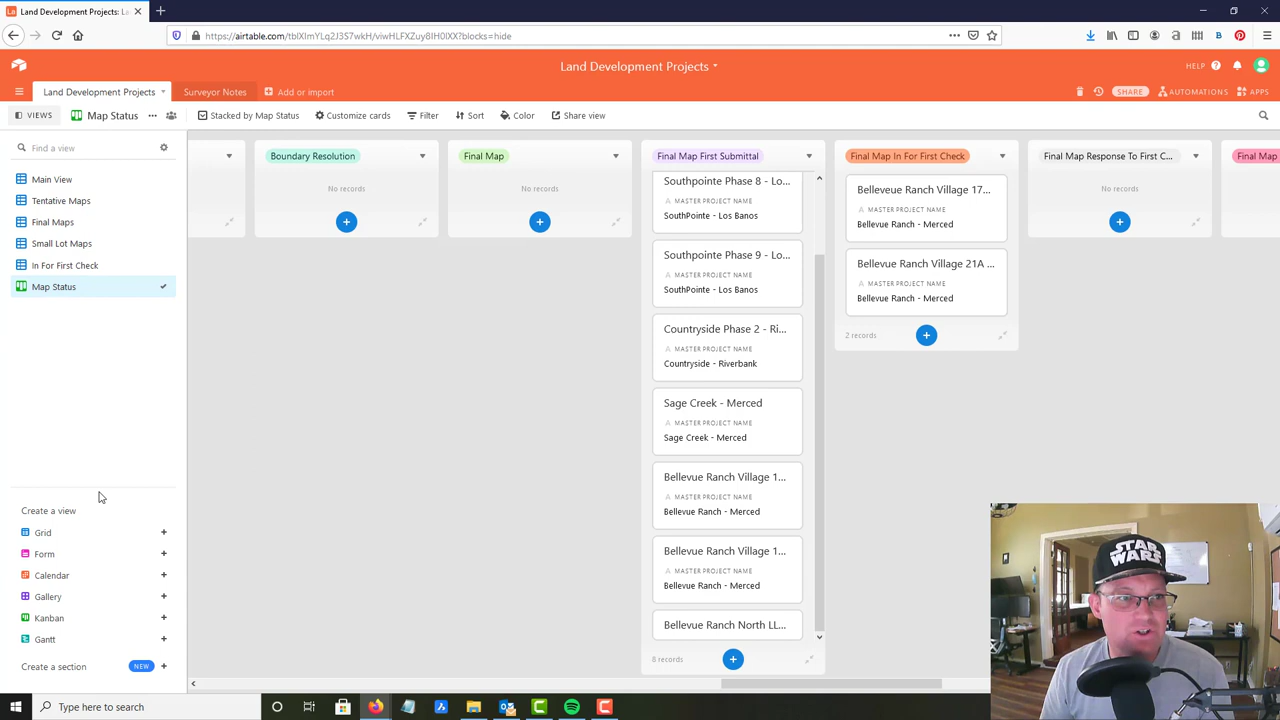 Land Development Projects: La
https://airtable.com/tblXImYLq2J3S7wkH/viwHLFXZuy8IH0IXX?blocks=hide
Land Development Projects
HELP
Land Development Projects
Surveyor Notes
Add or import
SHARE
AUTOMATIONS
APPS
VIEWS
Map Status
Stacked by Map Status
Customize cards
Filter
Sort
Color
Share view
Find a view
Main View
Tentative Maps
Final Maps
Small Lot Maps
In For First Check
Map Status
Create a view
Grid
Form
Calendar
Gallery
Kanban
Gantt
Create a section
NEW
Boundary Resolution
No records
Final Map
No records
Final Map First Submittal
Southpointe Phase 8 - Lo...
MASTER PROJECT NAME
SouthPointe - Los Banos
Southpointe Phase 9 - Lo...
MASTER PROJECT NAME
SouthPointe - Los Banos
Countryside Phase 2 - Ri...
MASTER PROJECT NAME
Countryside - Riverbank
Sage Creek - Merced
MASTER PROJECT NAME
Sage Creek - Merced
Bellevue Ranch Village 1...
MASTER PROJECT NAME
Bellevue Ranch - Merced
Bellevue Ranch Village 1...
MASTER PROJECT NAME
Bellevue Ranch - Merced
Bellevue Ranch North LL...
8 records
Final Map In For First Check
Belleveue Ranch Village 17...
MASTER PROJECT NAME
Bellevue Ranch - Merced
Bellevue Ranch Village 21A ...
MASTER PROJECT NAME
Bellevue Ranch - Merced
2 records
Final Map Response To First C...
No records
Final Map
STAR
WARS
Type here to search